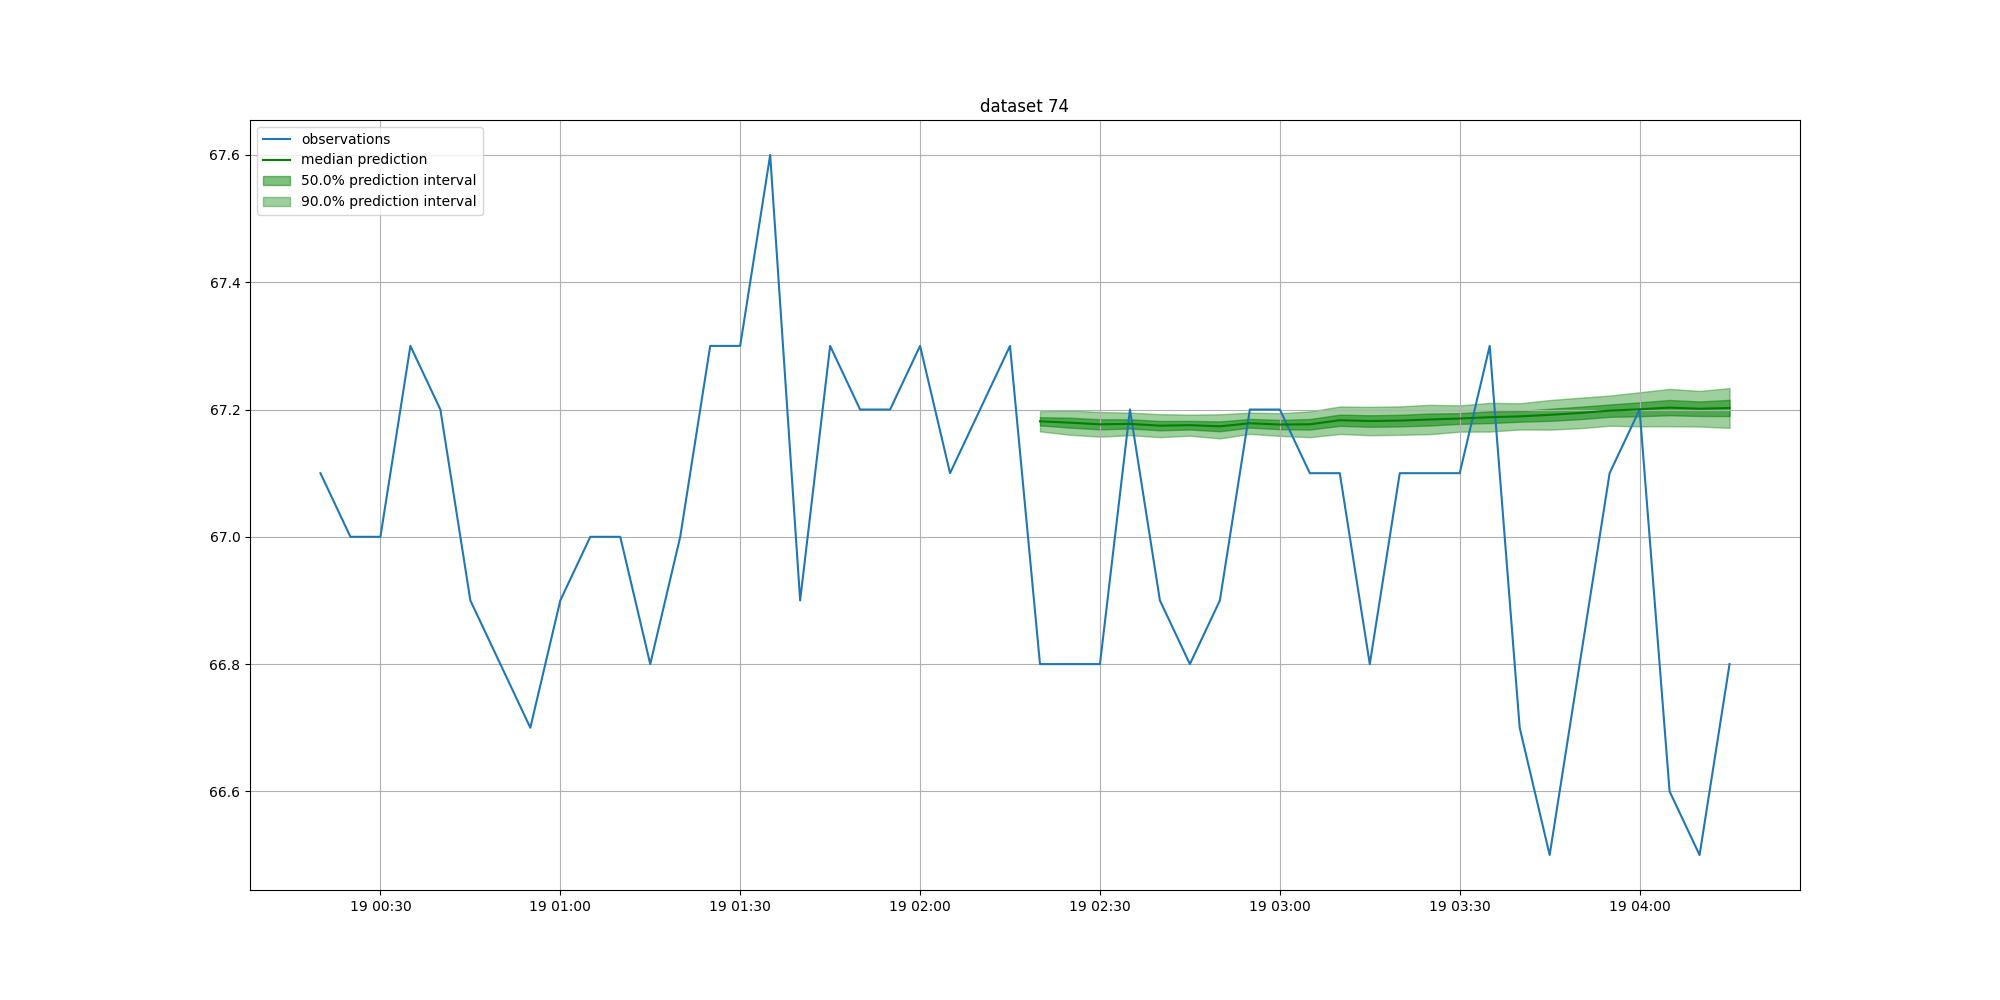 dataset 74
observations
median prediction
50.0% prediction interval
90.0% prediction interval
67.6
67.4
67.2
67.0
66.8
66.6
19 00:30
19 01:00
19 01:30
19 02:00
19 02:30
19 03:00
19 03:30
19 04:00